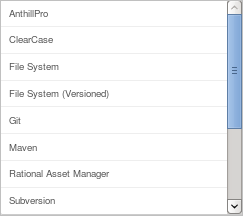 AnthillPro
ClearCase
File System
File System (Versioned)
Git
Maven
Rational Asset Manager
Subversion